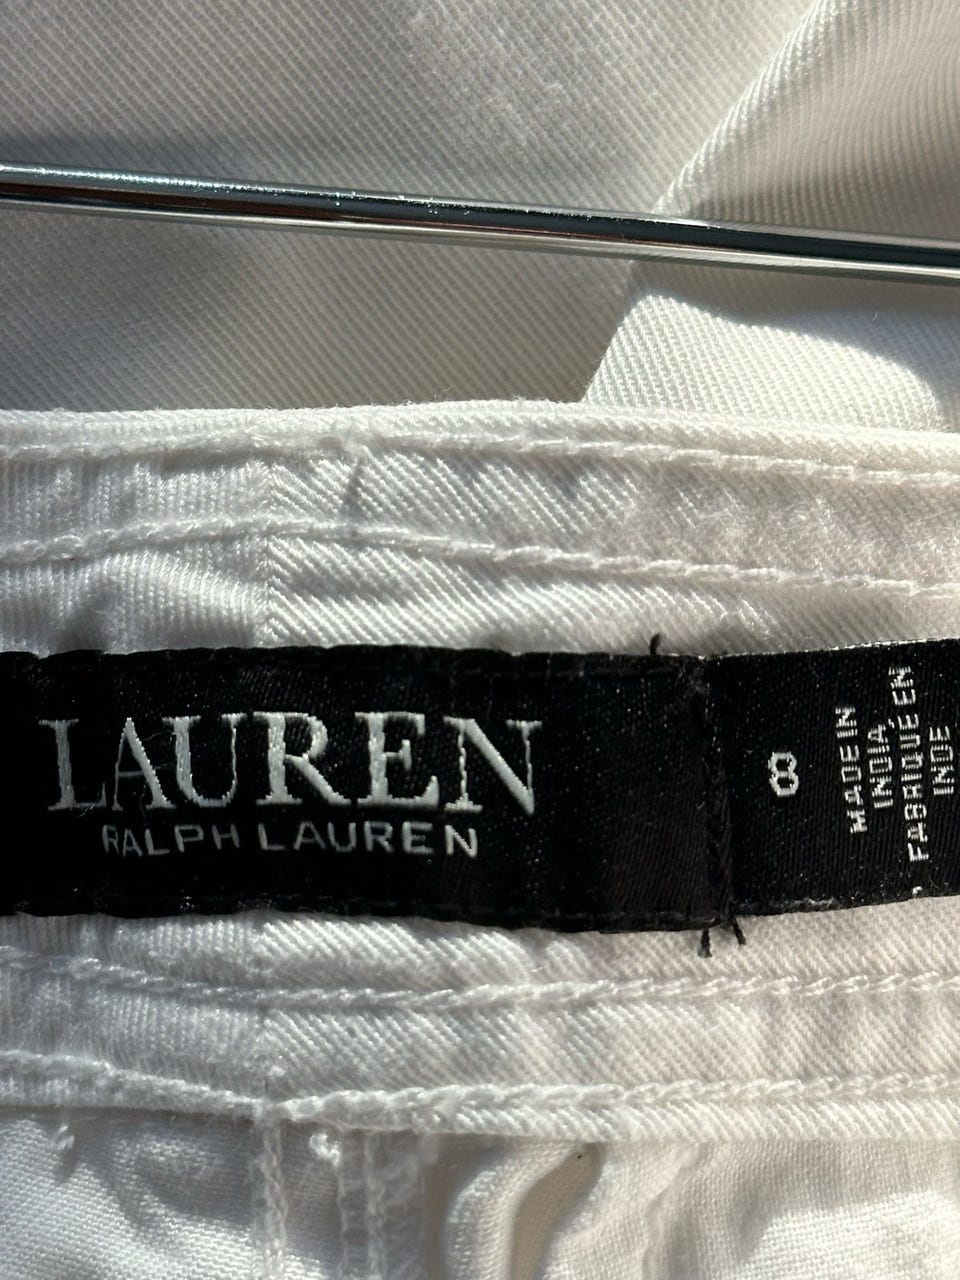 LAUREN
RALPH LAUREN
8
MADE IN
INDIA,
FABRIQUE EN
INDE